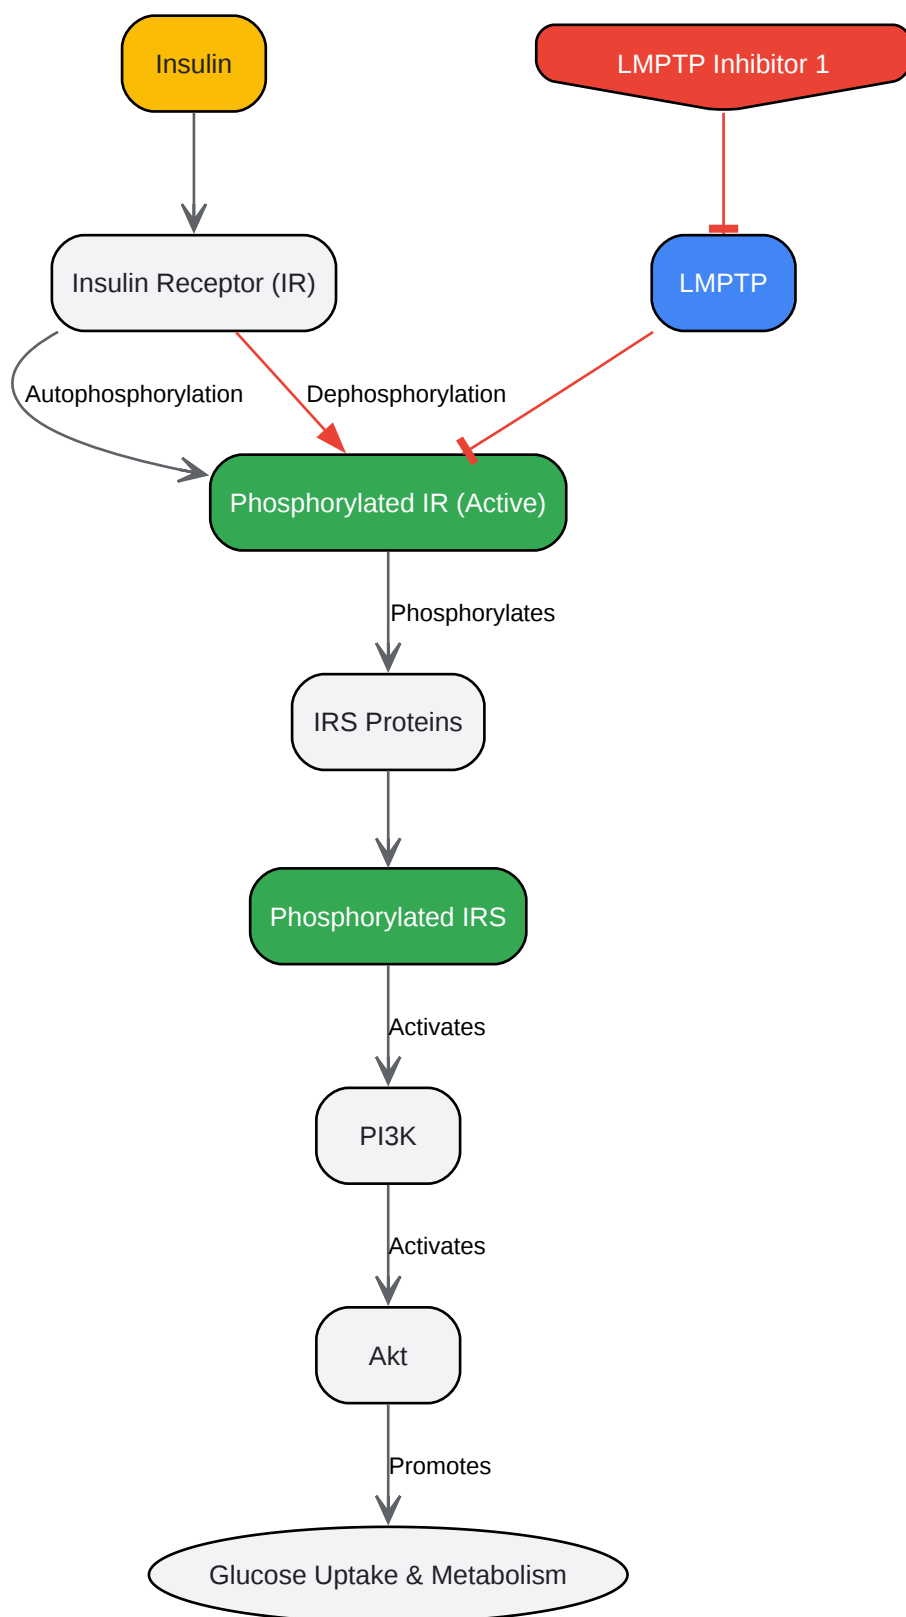 Insulin
LMPTP Inhibitor 1
Insulin Receptor (IR)
LMPTP
Autophosphorylation
Dephosphorylation
Phosphorylated IR (Active)
Phosphorylates
IRS Proteins
Phosphorylated IRS
Activates
PI3K
Activates
Akt
Promotes
Glucose Uptake & Metabolism